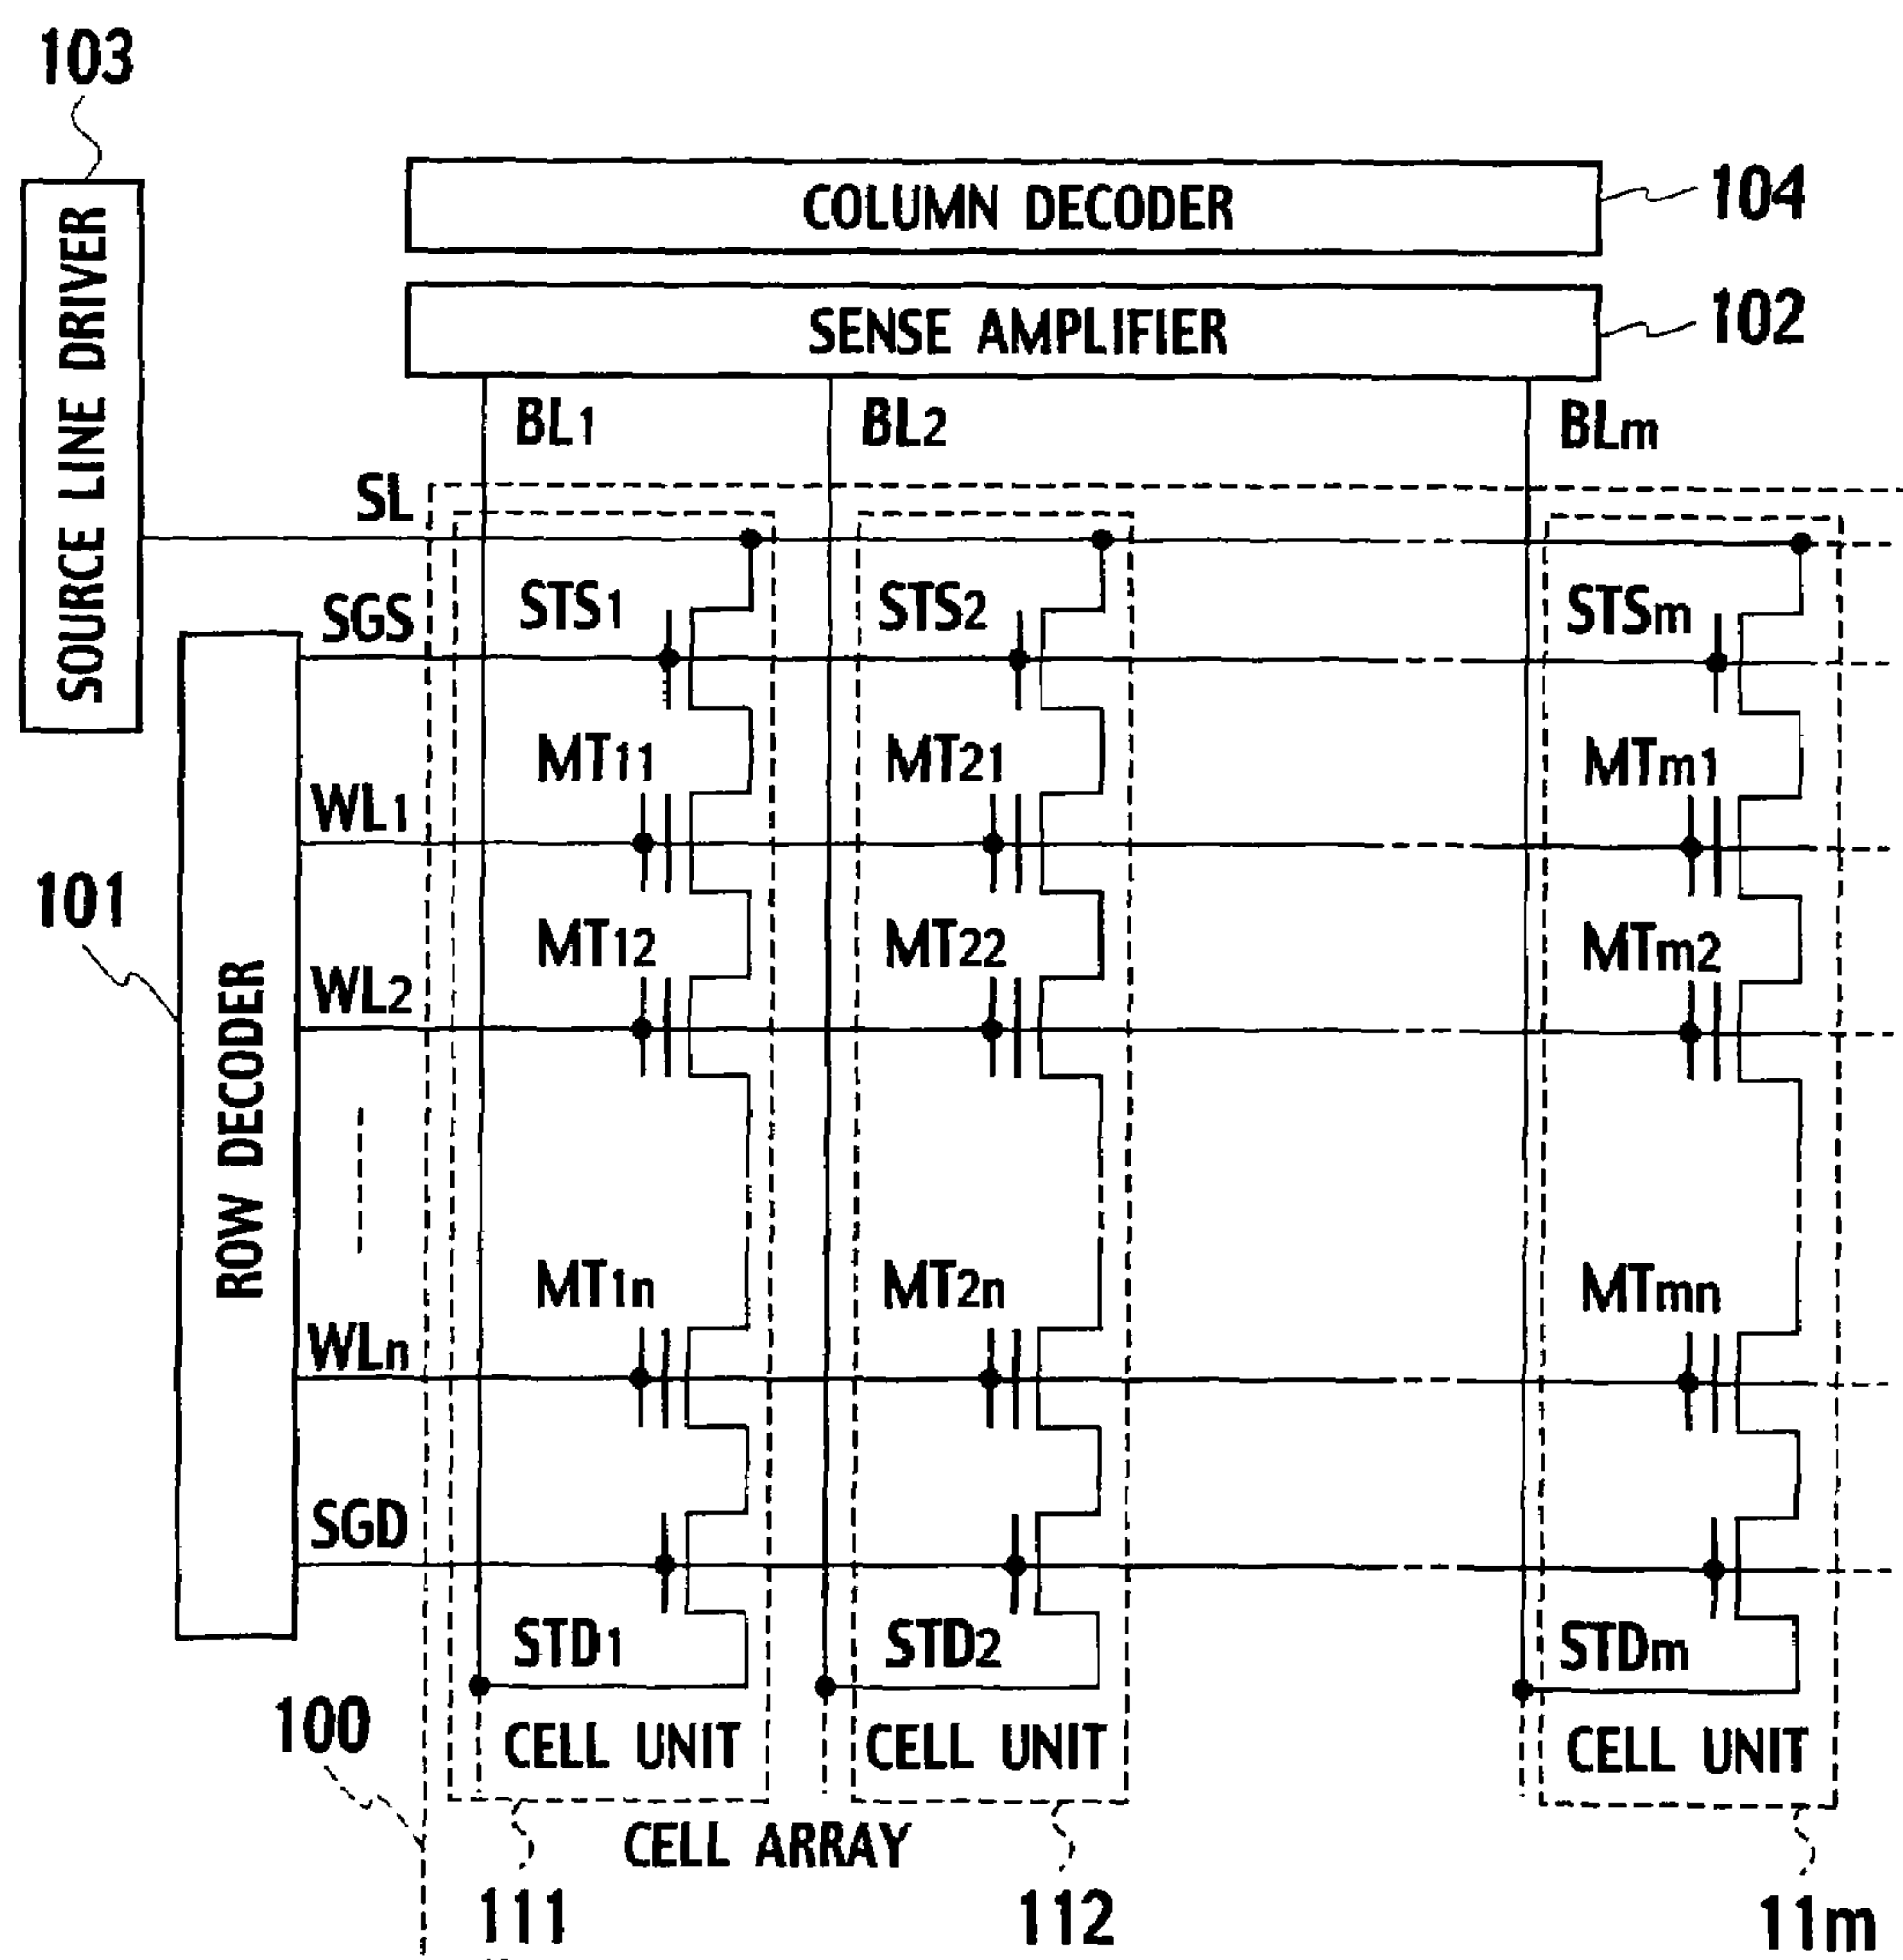 103
COLUMN DECODER
104
SENSE AMPLIFIER
102
SOURCE LINE DRIVER
BL1
BL2
BLm
SL
SGS
STS1
STS2
STSm
MT11
MT21
MTm1
WL1
101
MT12
MT22
MTm2
WL2
ROW DECODER
MT1n
MT2n
MTmn
WLn
SGD
STD1
STD2
STDm
100
CELL UNIT
CELL UNIT
CELL UNIT
CELL ARRAY
111
112
11m